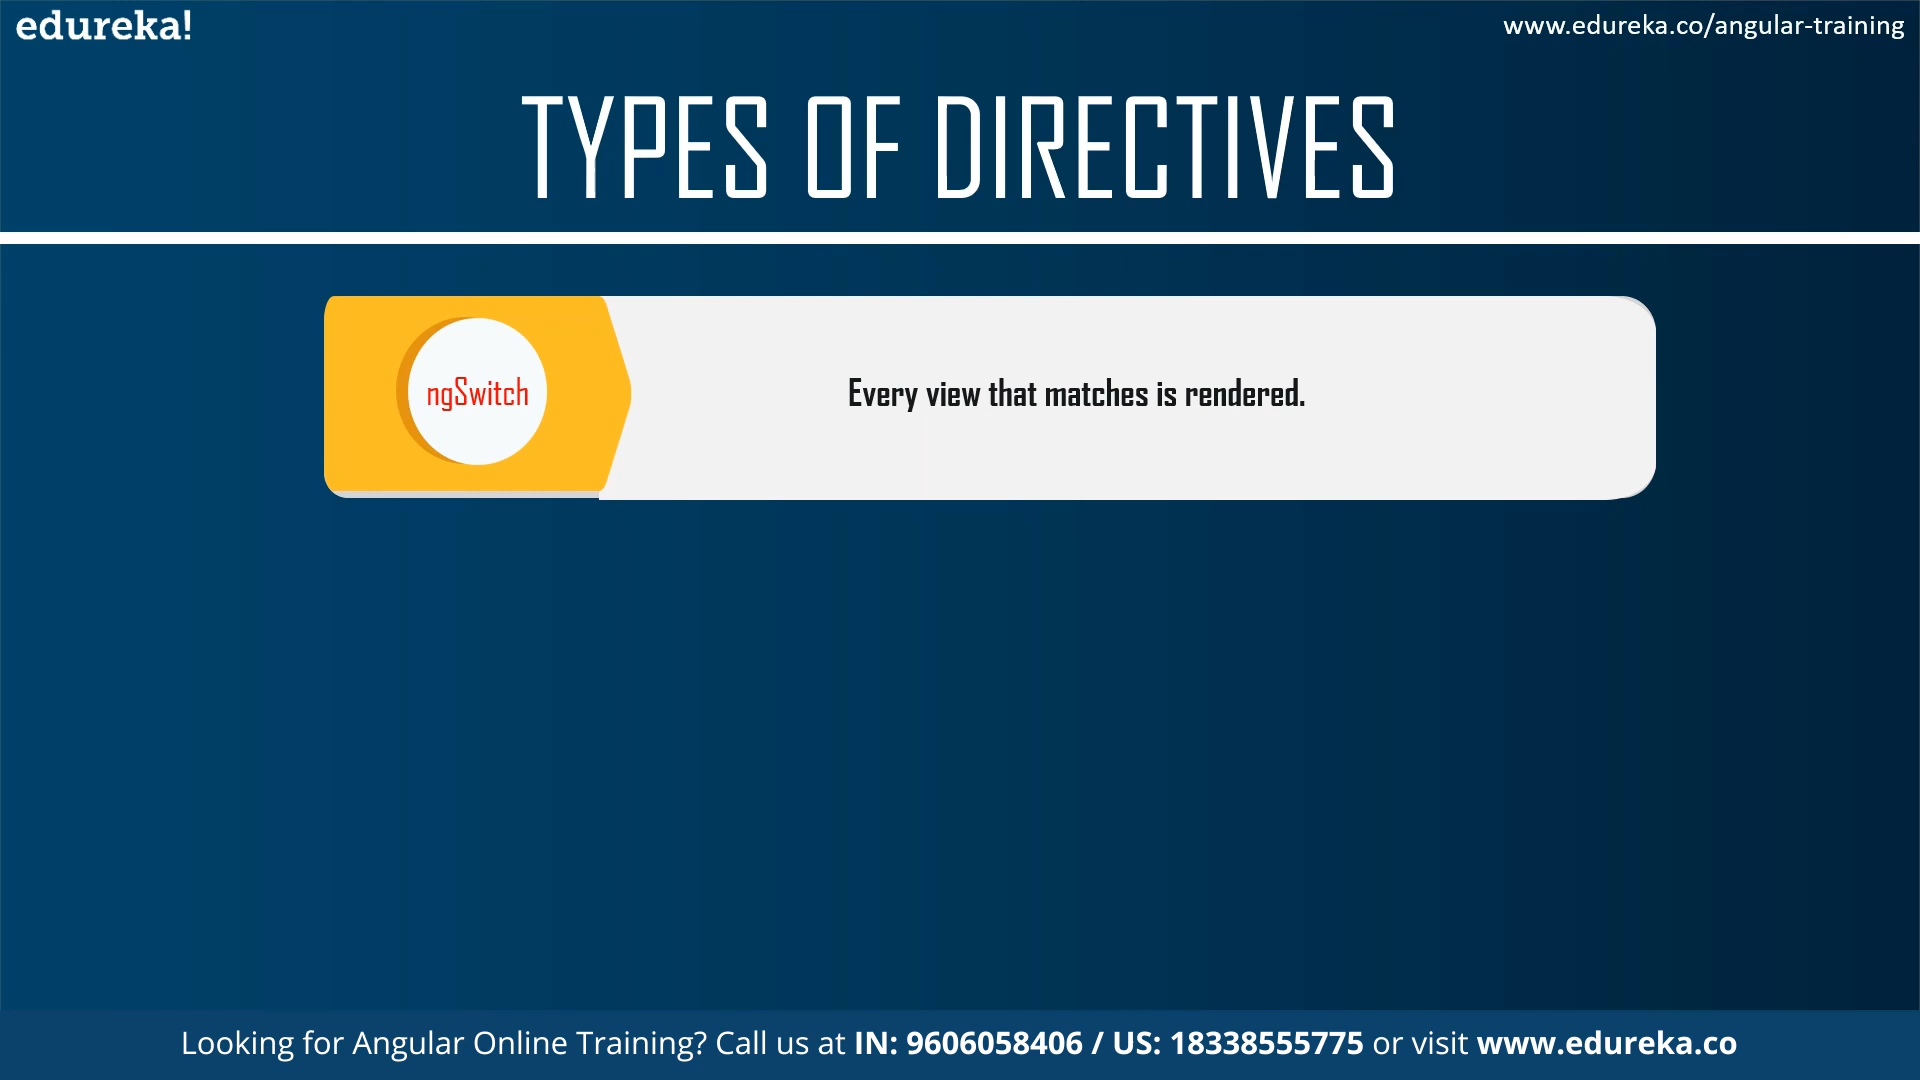 edureka!
www.edureka.co/angular-training
TYPES OF DIRECTIVES
ngSwitch
Every view that matches is rendered.
Looking for Angular Online Training? Call us at IN: 9606058406 / US: 18338555775 or visit www.edureka.co